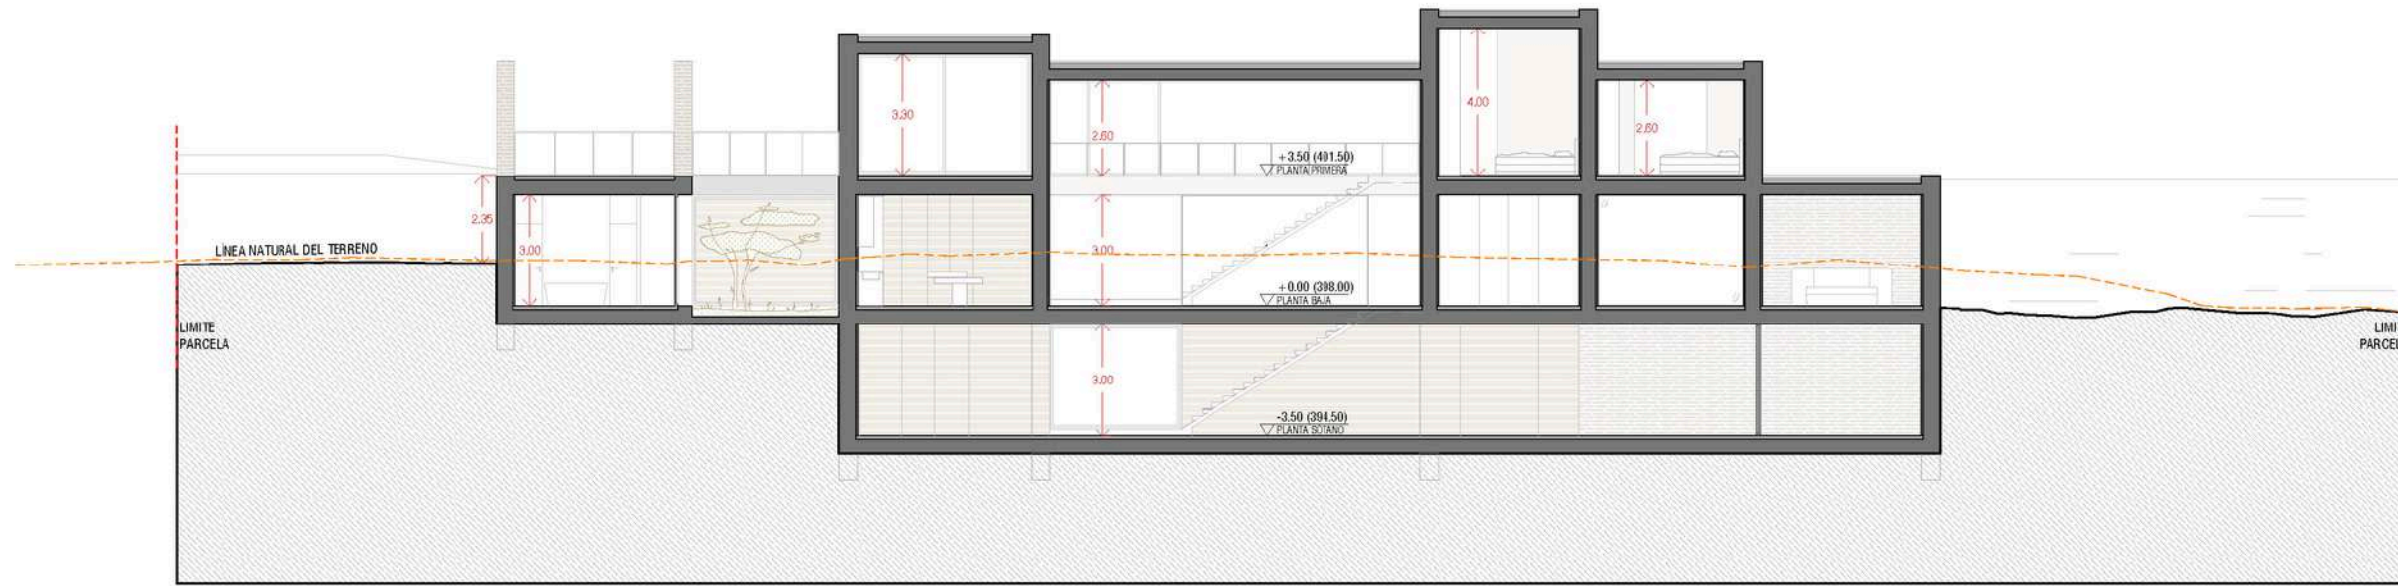 4.00
3.30
2.60
2.60
+3.50 (401.50)
PLANTA PRIMERA
2.35
LÍNEA NATURAL DEL TERRENO
3.00
3.00
+0.00 (398.00)
PLANTA BAJA
LIMITE
PARCELA
LIMI
PARCEL
3.00
-3.50 (394.50)
PLANTA SÓTANO